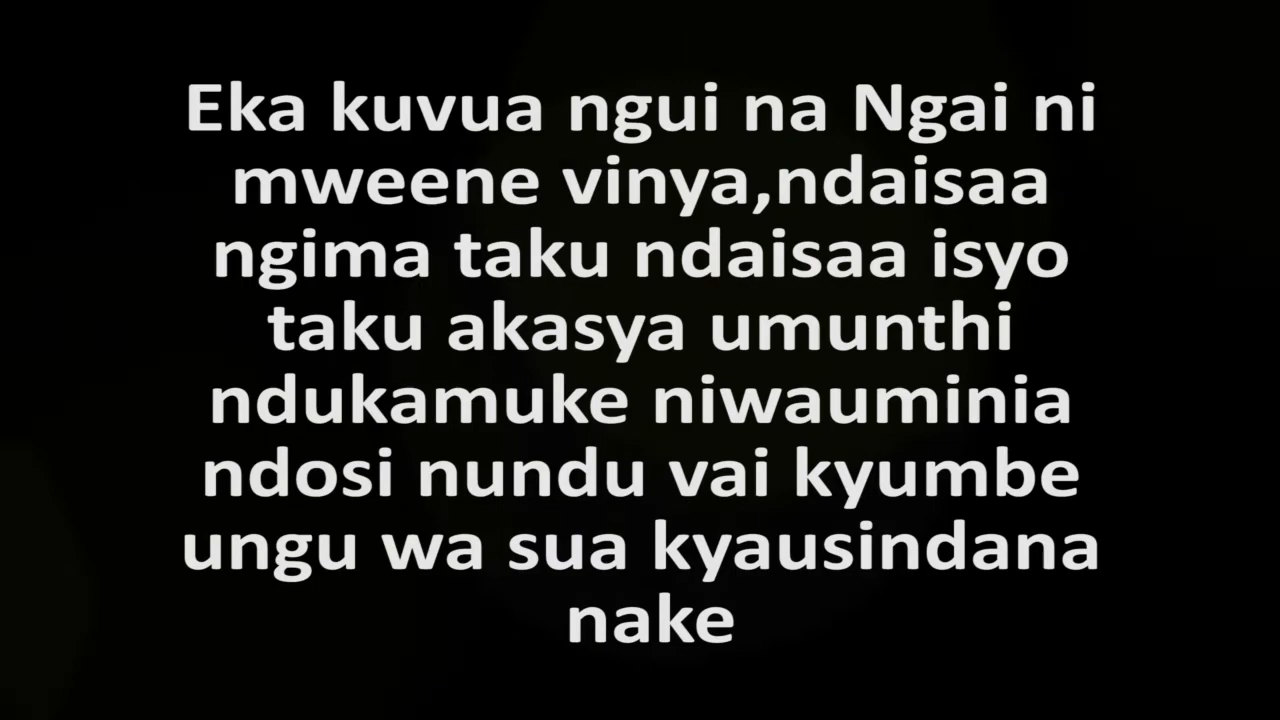 Eka kuvua ngui na Ngai ni
mweene vinya,ndaisaa
ngima taku ndaisaa isyo
taku akasya umunthi
ndukamuke niwauminia
ndosi nundu vai kyumbe
ungu wa sua kyausindana
nake